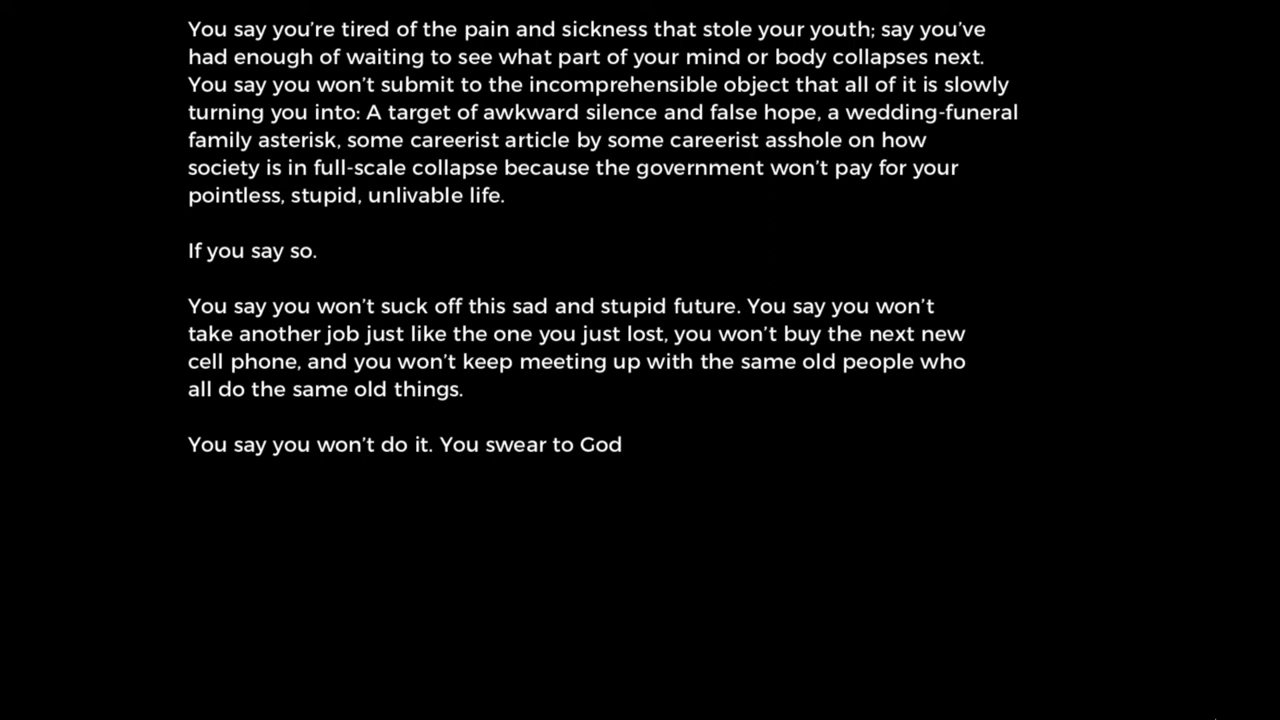 You say you’re tired of the pain and sickness that stole your youth; say you’ve
had enough of waiting to see what part of your mind or body collapses next.
You say you won’t submit to the incomprehensible object that all of it is slowly
turning you into: A target of awkward silence and false hope, a wedding-funeral
family asterisk, some careerist article by some careerist asshole on how
society is in full-scale collapse because the government won’t pay for your
pointless, stupid, unlivable life.
If you say so.
You say you won’t suck off this sad and stupid future. You say you won’t
take another job just like the one you just lost, you won’t buy the next new
cell phone, and you won’t keep meeting up with the same old people who
all do the same old things.
You say you won’t do it. You swear to God